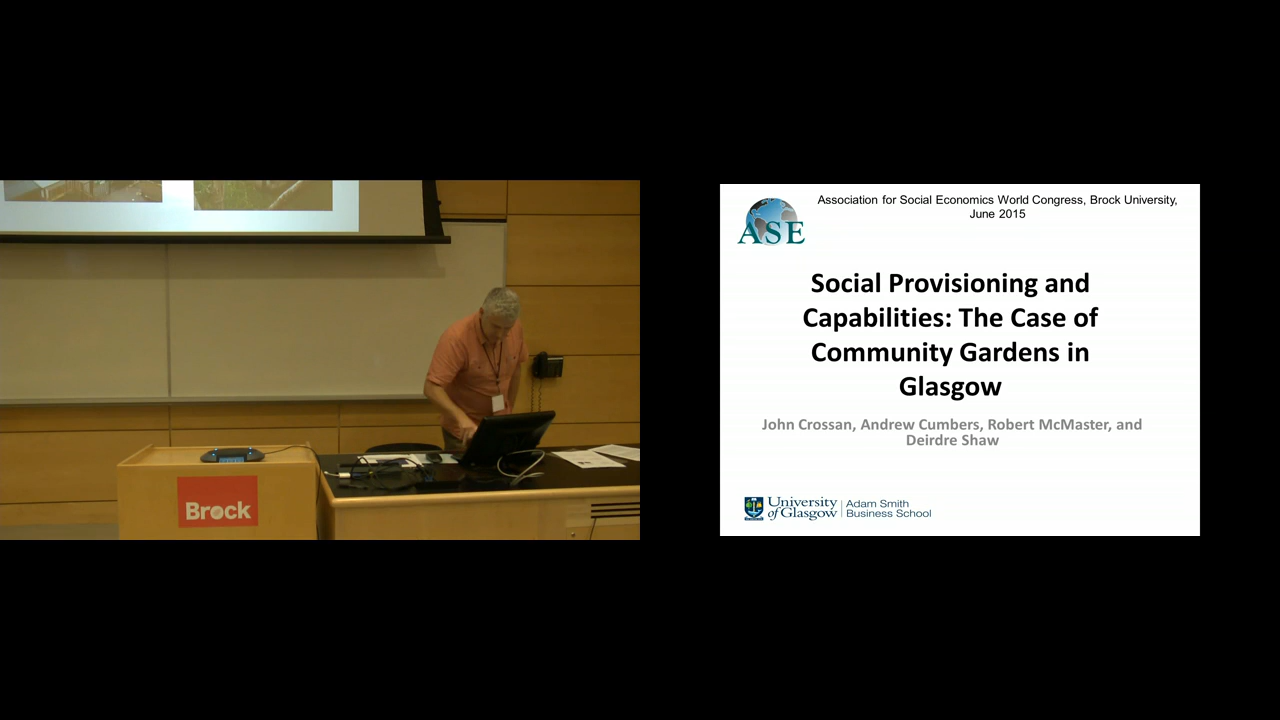 Brock
Association for Social Economics World Congress, Brock University,
June 2015
ASE
Social Provisioning and
Capabilities: The Case of
Community Gardens in
Glasgow
John Crossan, Andrew Cumbers, Robert McMaster, and
Deirdre Shaw
University
of Glasgow
Adam Smith
Business School